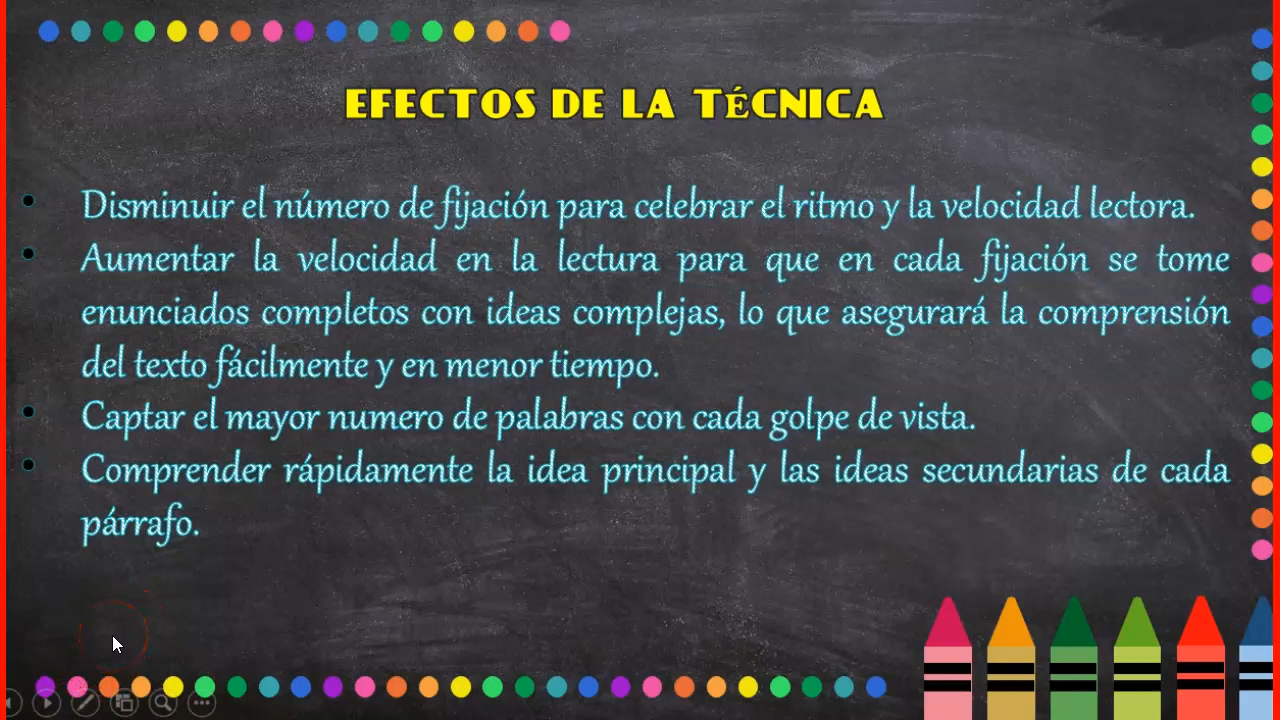 EFECTOS DE LA TÉCNICA
Disminuir el número de fijación para celebrar el ritmo y la velocidad lectora.
Aumentar la velocidad en la lectura para que en cada fijación se tome
enunciados completos con ideas complejas, lo que asegurará la comprensión
del texto fácilmente y en menor tiempo.
Captar el mayor numero de palabras con cada golpe de vista.
Comprender rápidamente la idea principal y las ideas secundarias de cada
párrafo.